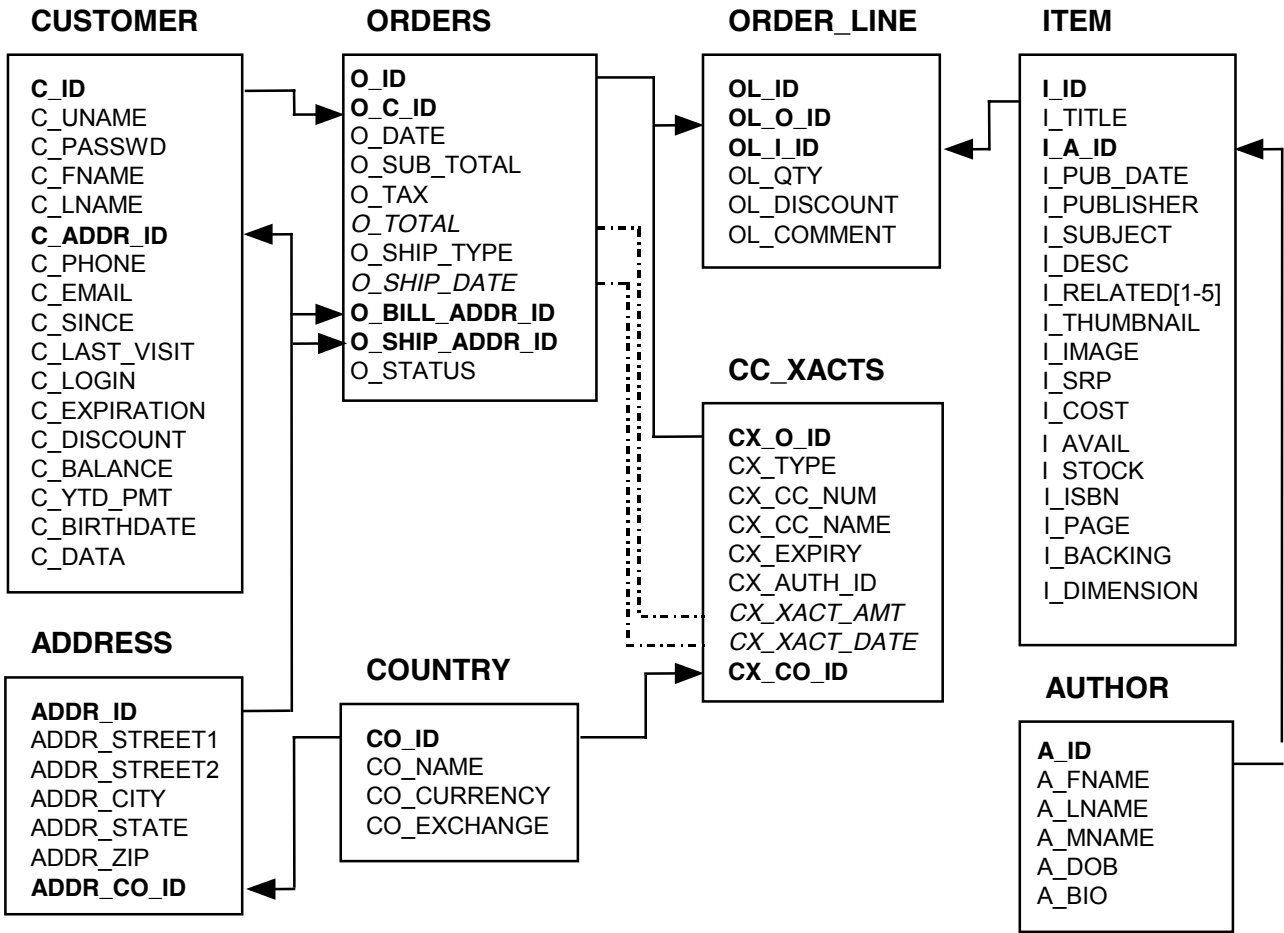 CUSTOMER
C_ID
C_UNAME
C_PASSWD
C_FNAME
C_LNAME
C_ADDR_ID
C_PHONE
C_EMAIL
C_SINCE
C_LAST_VISIT
C_LOGIN
C_EXPIRATION
C_DISCOUNT
C_BALANCE
C_YTD_PMT
C_BIRTHDATE
C_DATA
ORDERS
O_ID
O_C_ID
O_DATE
O_SUB_TOTAL
O_TAX
O_TOTAL
O_SHIP_TYPE
O_SHIP_DATE
O_BILL_ADDR_ID
O_SHIP_ADDR_ID
O_STATUS
ORDER_LINE
OL_ID
OL_O_ID
OL_I_ID
OL_QTY
OL_DISCOUNT
OL_COMMENT
ITEM
I_ID
I_TITLE
I_A_ID
I_PUB_DATE
I_PUBLISHER
I_SUBJECT
I_DESC
I_RELATED[1-5]
I_THUMBNAIL
I_IMAGE
I_SRP
I_COST
I AVAIL
I STOCK
I_ISBN
I_PAGE
I_BACKING
I_DIMENSION
CC_XACTS
CX_O_ID
CX_TYPE
CX_CC_NUM
CX_CC_NAME
CX_EXPIRY
CX_AUTH_ID
CX_XACT_AMT
CX_XACT_DATE
CX_CO_ID
ADDRESS
ADDR_ID
ADDR_STREET1
ADDR_STREET2
ADDR_CITY
ADDR_STATE
ADDR_ZIP
ADDR_CO_ID
COUNTRY
CO_ID
CO_NAME
CO_CURRENCY
CO_EXCHANGE
AUTHOR
A_ID
A_FNAME
A_LNAME
A_MNAME
A_DOB
A_BIO